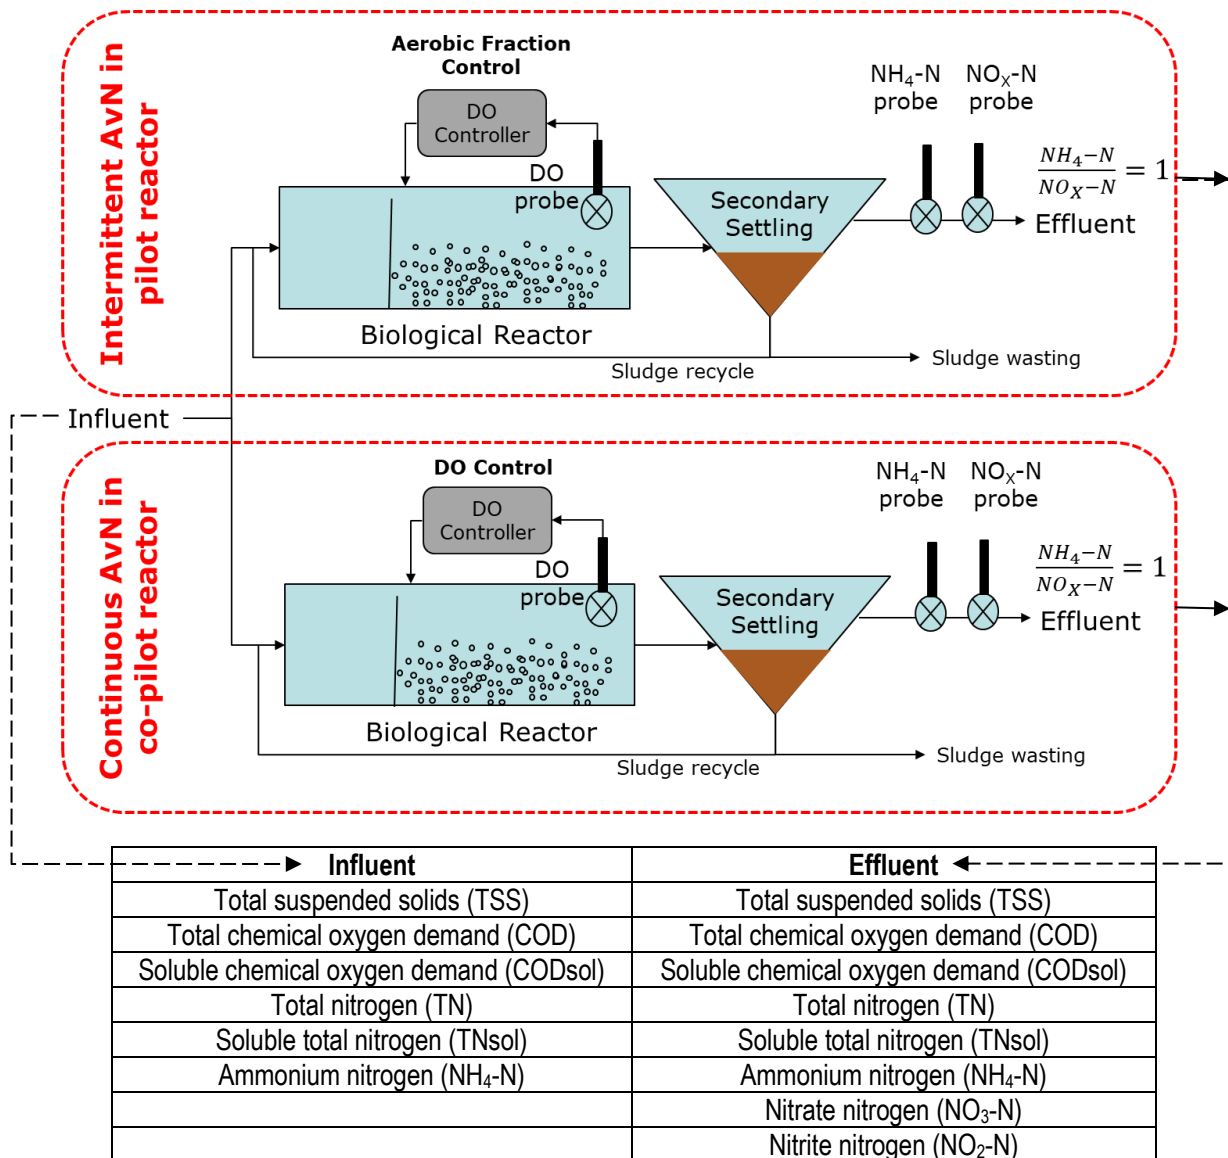 Intermittent AvN in
pilot reactor
Aerobic Fraction
Control
DO
Controller
DO
probe
NH₄-N
probe
NOₓ-N
probe
NH₄−N
NOₓ−N
= 1
Secondary
Settling
Effluent
Biological Reactor
Sludge recycle
Sludge wasting
Influent
Continuous AvN in
co-pilot reactor
DO Control
DO
Controller
DO
probe
NH₄-N
probe
NOₓ-N
probe
NH₄−N
NOₓ−N
= 1
Secondary
Settling
Effluent
Biological Reactor
Sludge recycle
Sludge wasting
Influent Effluent
Total suspended solids (TSS) Total suspended solids (TSS)
Total chemical oxygen demand (COD) Total chemical oxygen demand (COD)
Soluble chemical oxygen demand (CODsol) Soluble chemical oxygen demand (CODsol)
Total nitrogen (TN) Total nitrogen (TN)
Soluble total nitrogen (TNsol) Soluble total nitrogen (TNsol)
Ammonium nitrogen (NH₄-N) Ammonium nitrogen (NH₄-N)
Nitrate nitrogen (NO₃-N)
Nitrite nitrogen (NO₂-N)